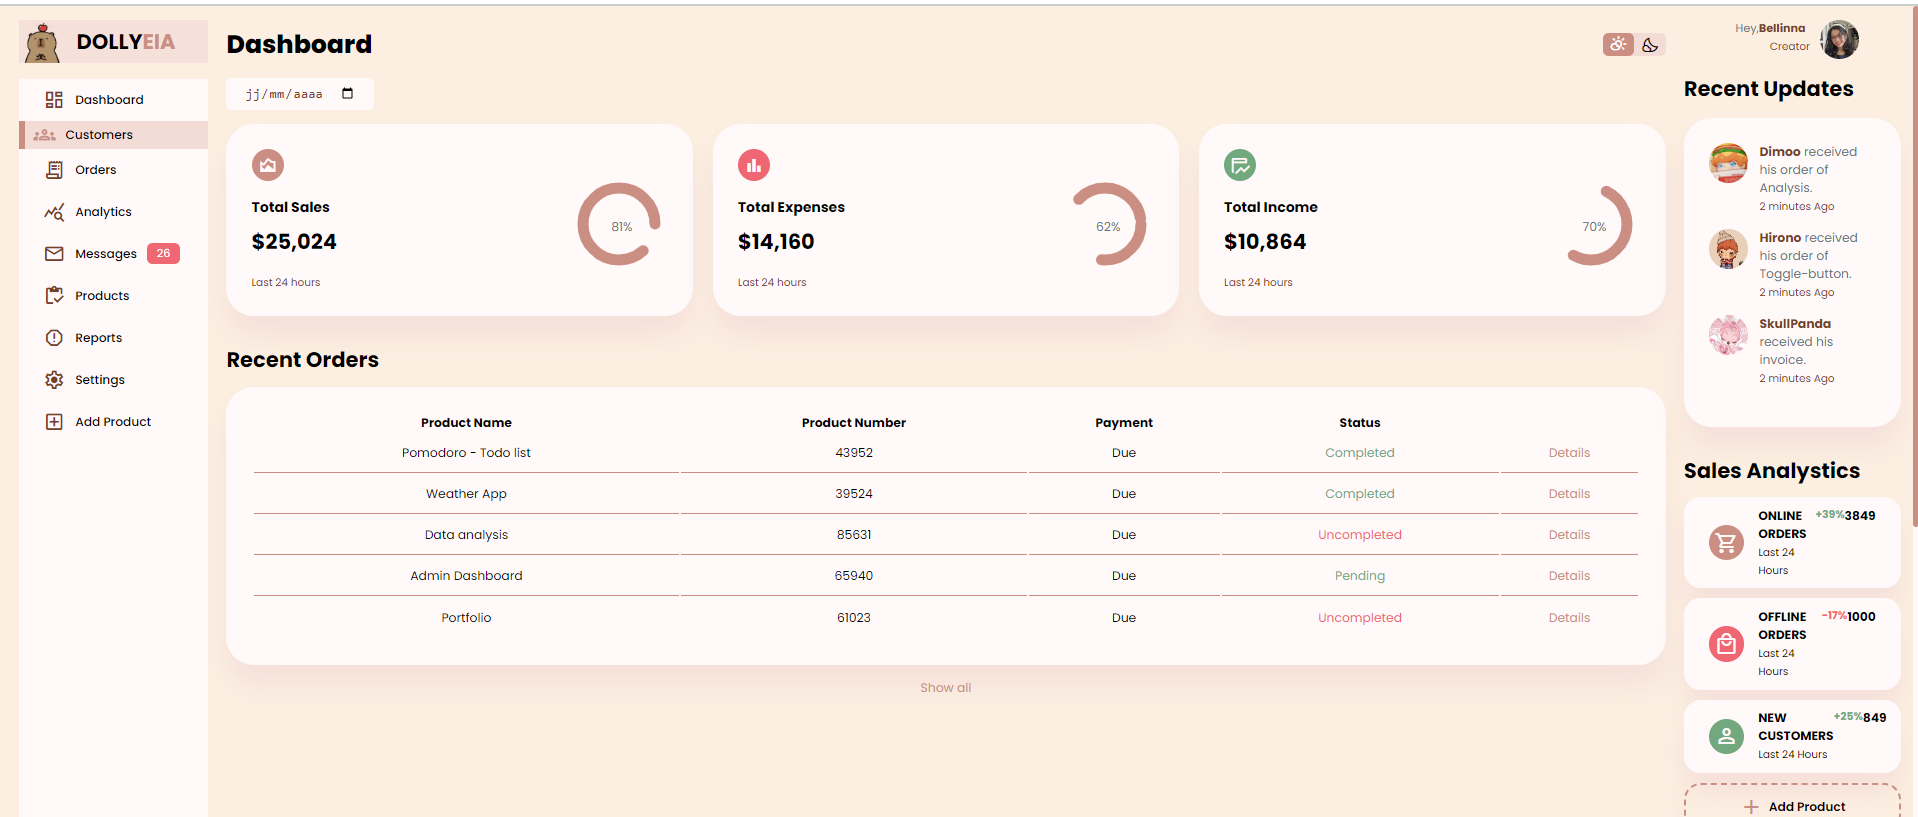 DOLLYEIA
Dashboard
Customers
Orders
Analytics
Messages 26
Products
Reports
Settings
Add Product
Dashboard
jj/mm/aaaa
Total Sales
$25,024
81%
Last 24 hours
Total Expenses
$14,160
62%
Last 24 hours
Total Income
$10,864
70%
Last 24 hours
Recent Orders
Product Name Product Number Payment Status
Pomodoro - Todo list 43952 Due Completed Details
Weather App 39524 Due Completed Details
Data analysis 85631 Due Uncompleted Details
Admin Dashboard 65940 Due Pending Details
Portfolio 61023 Due Uncompleted Details
Show all
Hey,Bellinna
Creator
Recent Updates
Dimoo received
his order of
Analysis.
2 minutes Ago
Hirono received
his order of
Toggle-button.
2 minutes Ago
SkullPanda
received his
invoice.
2 minutes Ago
Sales Analystics
ONLINE +39%3849
ORDERS
Last 24
Hours
OFFLINE -17%1000
ORDERS
Last 24
Hours
NEW +25%849
CUSTOMERS
Last 24 Hours
Add Product